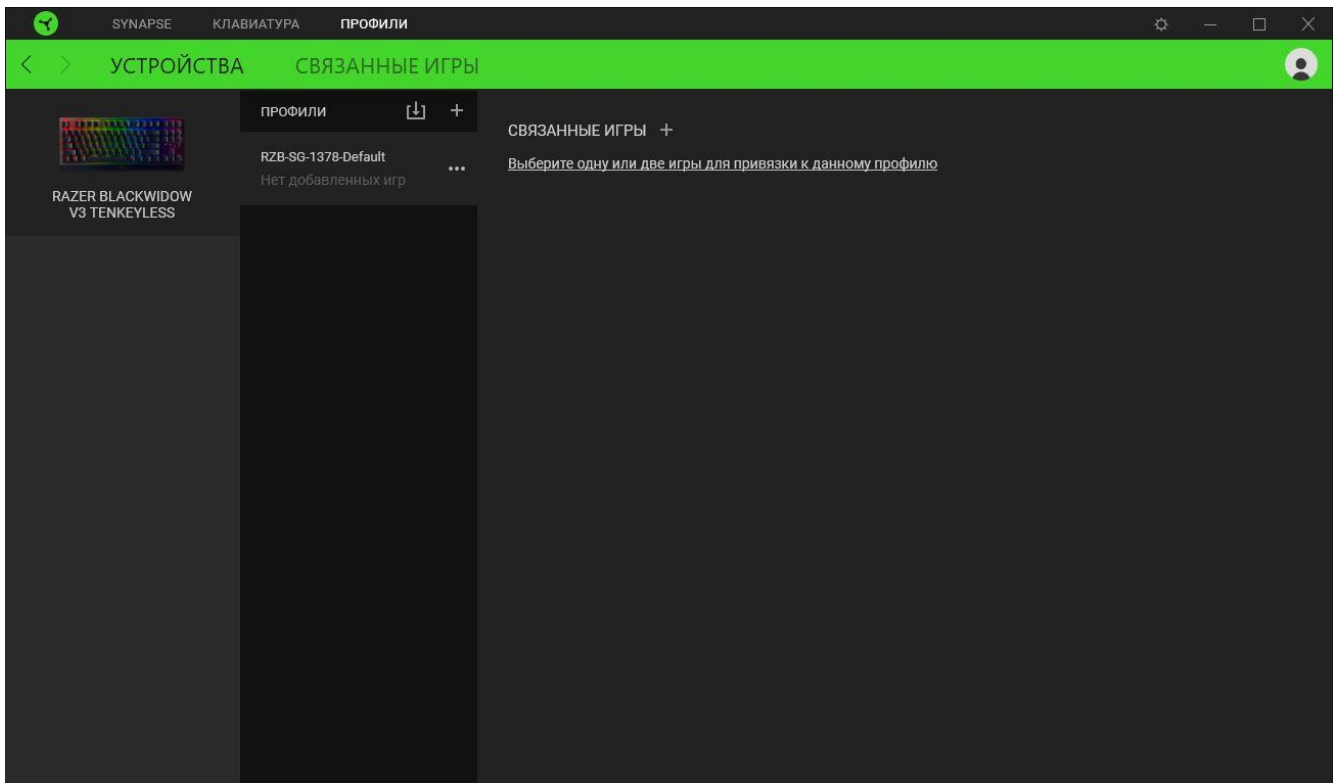 SYNAPSE КЛАВИАТУРА ПРОФИЛИ
УСТРОЙСТВА СВЯЗАННЫЕ ИГРЫ
RAZER BLACKWIDOW
V3 TENKEYLESS
ПРОФИЛИ
RZB-SG-1378-Default
Нет добавленных игр
СВЯЗАННЫЕ ИГРЫ
Выберите одну или две игры для привязки к данному профилю